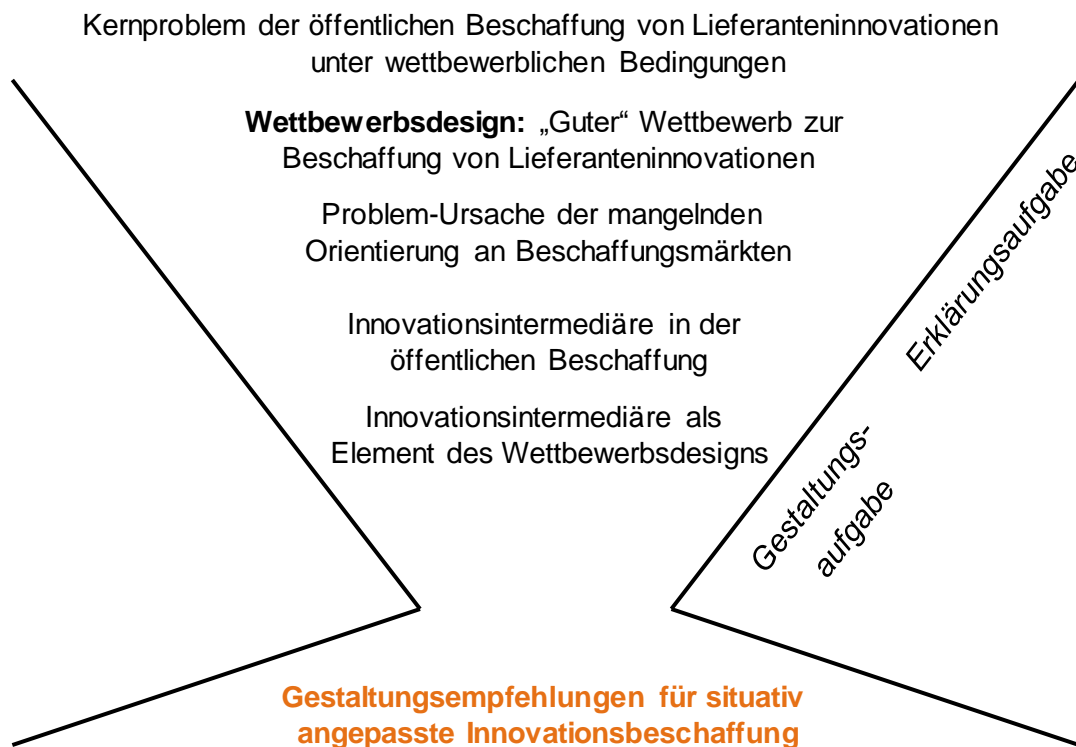 Kernproblem der öffentlichen Beschaffung von Lieferanteninnovationen
unter wettbewerblichen Bedingungen
Wettbewerbsdesign: „Guter“ Wettbewerb zur
Beschaffung von Lieferanteninnovationen
Problem-Ursache der mangelnden
Orientierung an Beschaffungsmärkten
Innovationsintermediäre in der
öffentlichen Beschaffung
Innovationsintermediäre als
Element des Wettbewerbsdesigns
Erklärungsaufgabe
Gestaltungs-
aufgabe
Gestaltungsempfehlungen für situativ
angepasste Innovationsbeschaffung